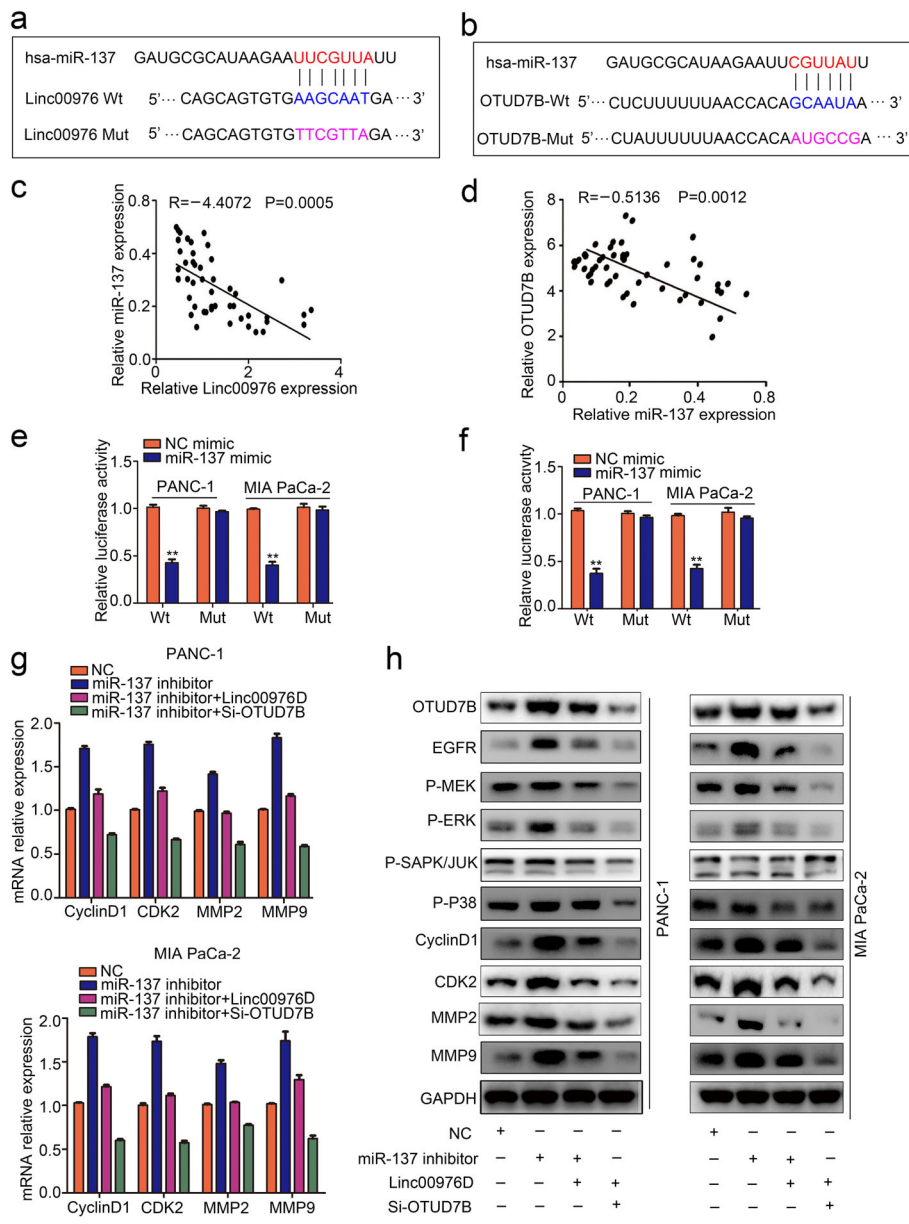 a
hsa-miR-137 GAUGCGCAUAAGAAUUCGUUAUU
Linc00976 Wt 5'··· CAGCAGTGTGAAGCAATGA ··· 3'
Linc00976 Mut 5'··· CAGCAGTGTGTTCGTTAGA ··· 3'
b
hsa-miR-137 GAUGCGCAUAAGAAUUCGUUAUU
OTUD7B-Wt 5'··· CUCUUUUUUAACCACAGCAAUAA ··· 3'
OTUD7B-Mut 5'··· CUAUUUUUUAACCACAAUGCCGA ··· 3'
c
R=−4.4072 P=0.0005
Relative miR-137 expression
0.8
0.6
0.4
0.2
0
0 2 4
Relative Linc00976 expression
d
R=−0.5136 P=0.0012
Relative OTUD7B expression
8
6
4
2
0
0.0 0.2 0.4 0.6 0.8
Relative miR-137 expression
e
NC mimic
miR-137 mimic
PANC-1 MIA PaCa-2
Relative luciferase activity
1.5
1.0
0.5
0.0
** **
Wt Mut Wt Mut
f
NC mimic
miR-137 mimic
PANC-1 MIA PaCa-2
Relative luciferase activity
1.5
1.0
0.5
0.0
** **
Wt Mut Wt Mut
g
PANC-1
NC
miR-137 inhibitor
miR-137 inhibitor+Linc00976D
miR-137 inhibitor+Si-OTUD7B
mRNA relative expression
2.0
1.5
1.0
0.5
0.0
CyclinD1 CDK2 MMP2 MMP9
MIA PaCa-2
NC
miR-137 inhibitor
miR-137 inhibitor+Linc00976D
miR-137 inhibitor+Si-OTUD7B
mRNA relative expression
2.0
1.5
1.0
0.5
0.0
CyclinD1 CDK2 MMP2 MMP9
h
OTUD7B
EGFR
P-MEK
P-ERK
P-SAPK/JUK
P-P38
CyclinD1
CDK2
MMP2
MMP9
GAPDH
PANC-1
MIA PaCa-2
NC + − − − + − − −
miR-137 inhibitor − + + − − + + −
Linc00976D − − + + − − + +
Si-OTUD7B − − − + − − − +